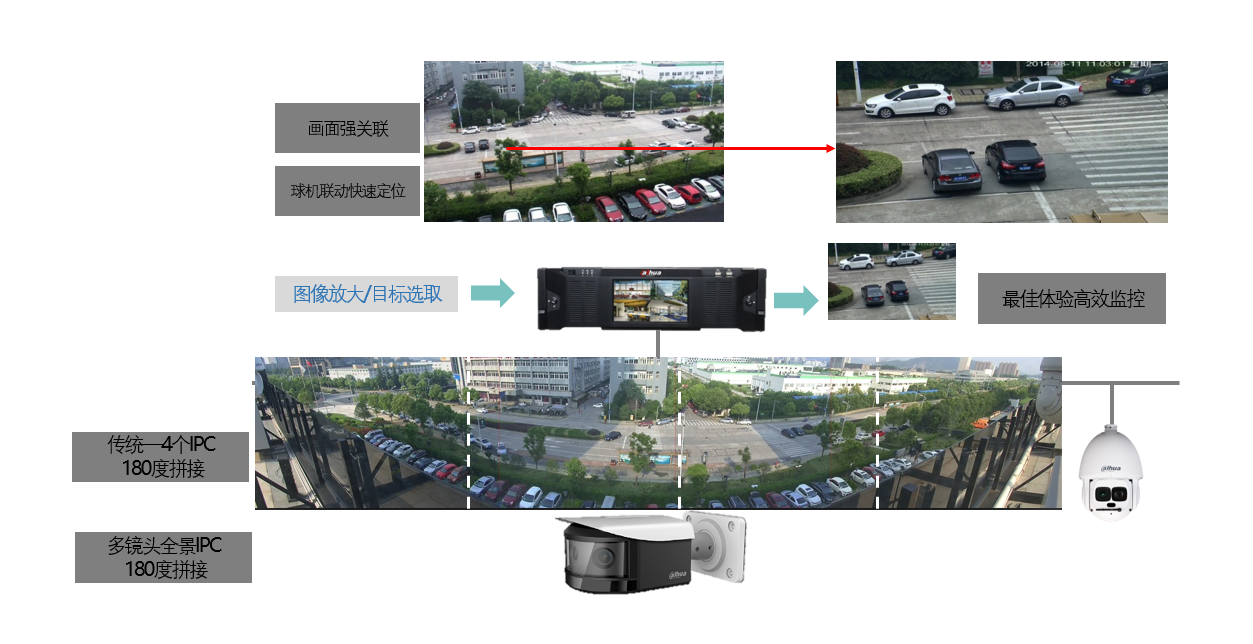 2014-08-11 11:03:01 星期一
画面强关联
球机联动快速定位
图像放大/目标选取
alhua
最佳体验高效监控
传统—4个IPC
180度拼接
alhua
多镜头全景IPC
180度拼接
alhua